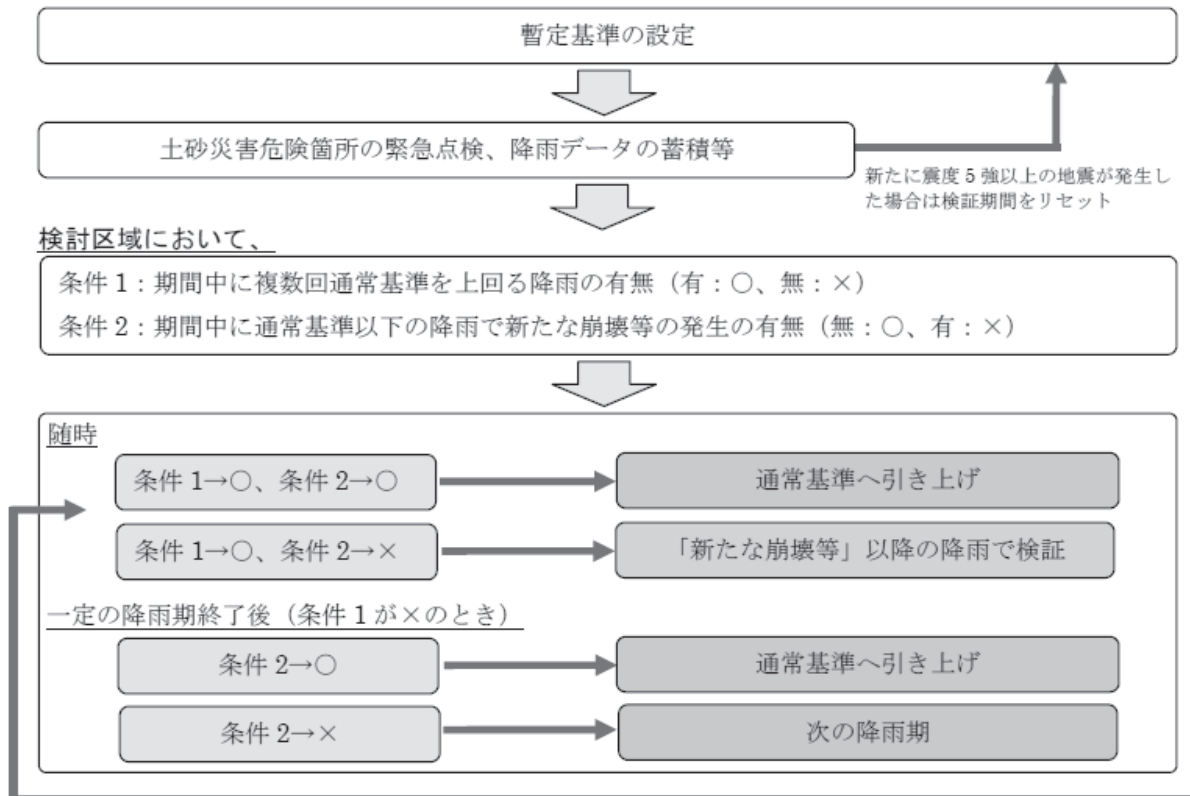 暫定基準の設定
土砂災害危険箇所の緊急点検、降雨データの蓄積等
新たに震度 5 強以上の地震が発生し
た場合は検証期間をリセット
検討区域において、
条件 1：期間中に複数回通常基準を上回る降雨の有無（有：○、無：×）
条件 2：期間中に通常基準以下の降雨で新たな崩壊等の発生の有無（無：○、有：×）
随時
条件 1→○、条件 2→○
通常基準へ引き上げ
条件 1→○、条件 2→×
「新たな崩壊等」以降の降雨で検証
一定の降雨期終了後（条件 1 が×のとき）
条件 2→○
通常基準へ引き上げ
条件 2→×
次の降雨期